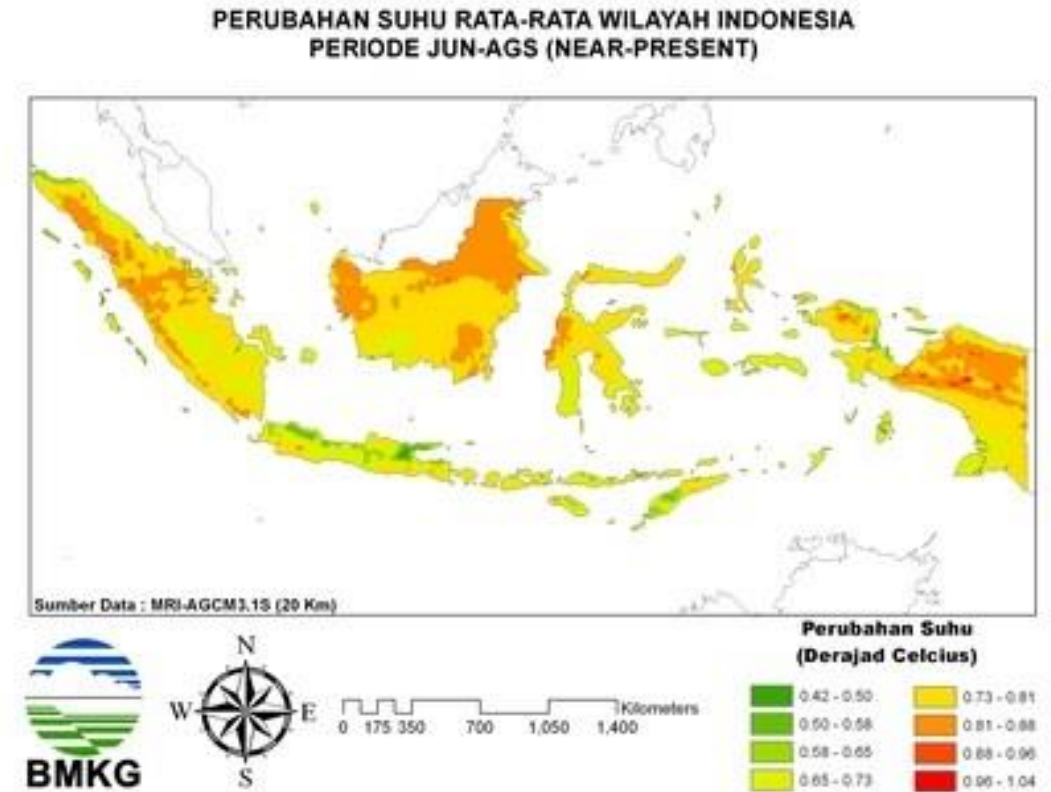 PERUBAHAN SUHU RATA-RATA WILAYAH INDONESIA
PERIODE JUN-AGS (NEAR-PRESENT)
Sumber Data : MRI-AGCM3.1S (20 Km)
BMKG
N
W
E
S
Kilometers
0 175 350 700 1,050 1,400
Perubahan Suhu
(Derajad Celcius)
0.42 - 0.50
0.50 - 0.58
0.58 - 0.65
0.65 - 0.73
0.73 - 0.81
0.81 - 0.88
0.88 - 0.96
0.96 - 1.04